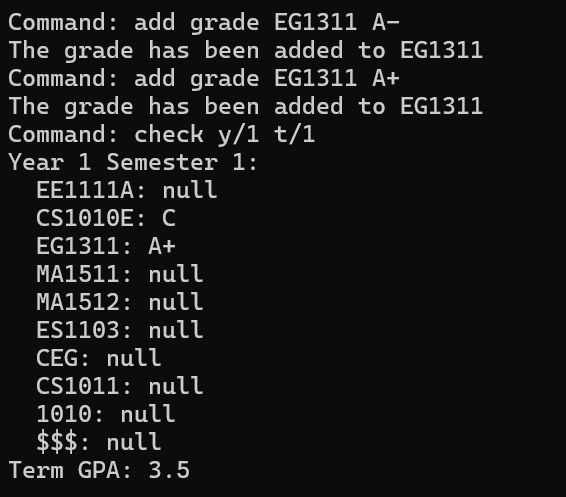 Command: add grade EG1311 A-
The grade has been added to EG1311
Command: add grade EG1311 A+
The grade has been added to EG1311
Command: check y/1 t/1
Year 1 Semester 1:
  EE1111A: null
  CS1010E: C
  EG1311: A+
  MA1511: null
  MA1512: null
  ES1103: null
  CEG: null
  CS1011: null
  1010: null
  $$$: null
Term GPA: 3.5